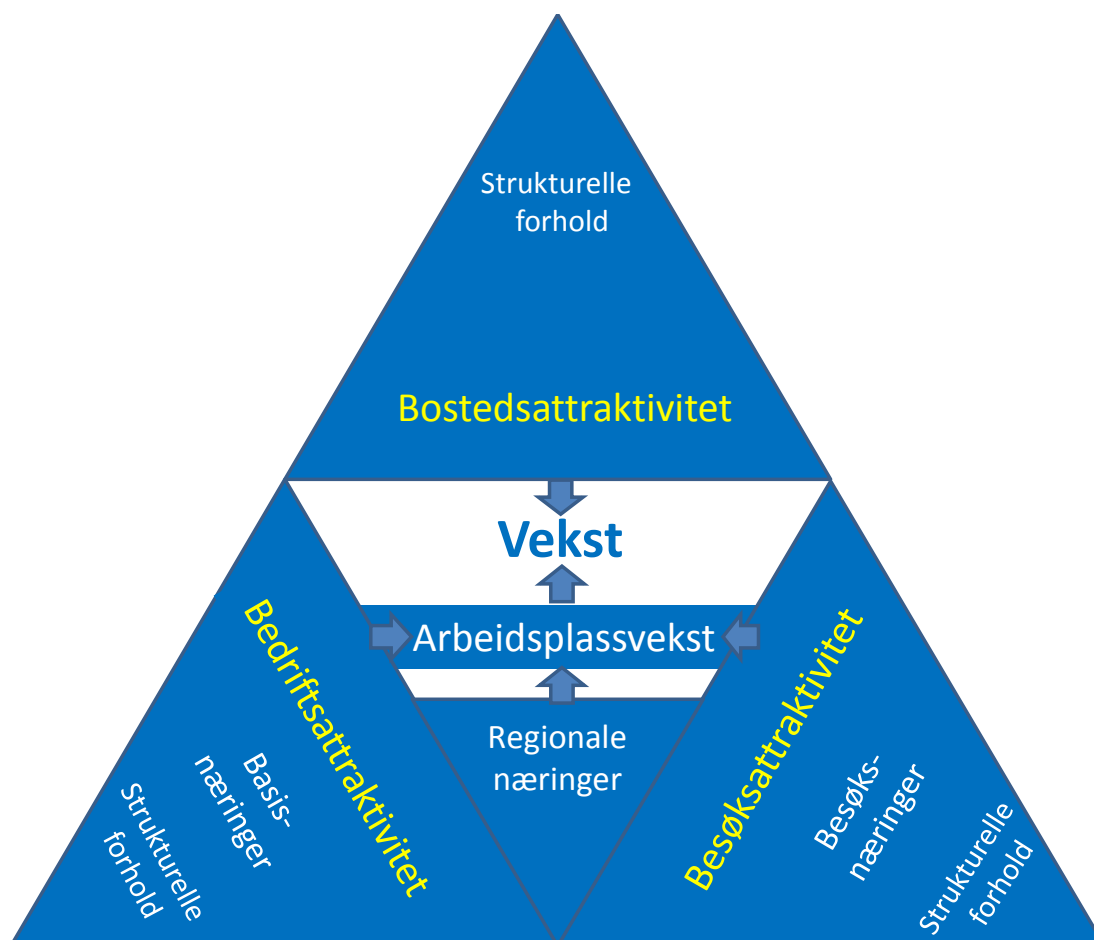 Strukturelle
forhold
Bostedsattraktivitet
Vekst
Arbeidsplassvekst
Regionale
næringer
Bedriftsattraktivitet
Basis-
næringer
Strukturelle
forhold
Besøksattraktivitet
Besøks-
næringer
Strukturelle
forhold